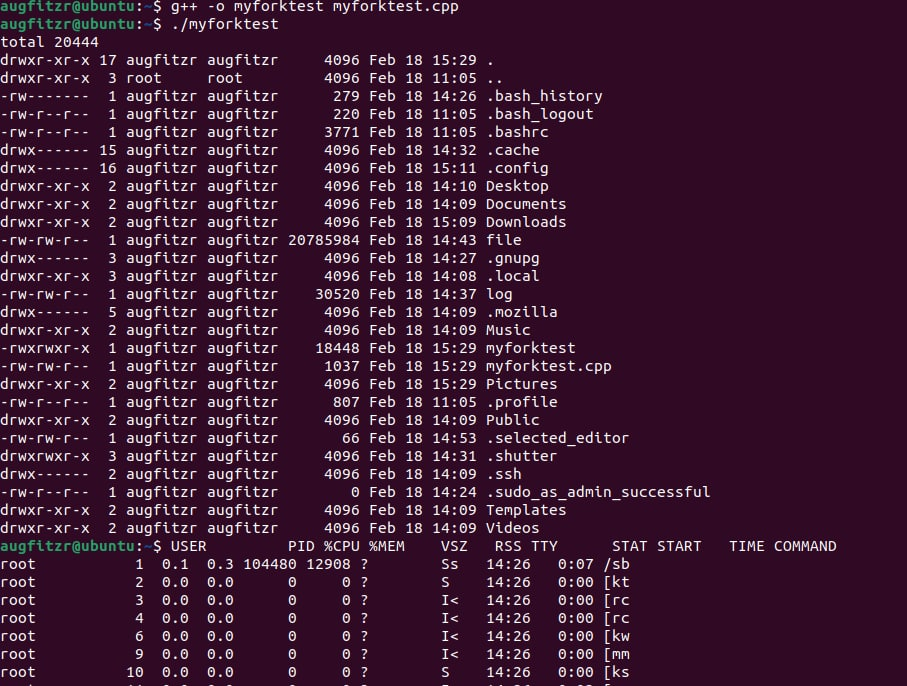 augfitzr@ubuntu:~$ g++ -o myforktest myforktest.cpp
augfitzr@ubuntu:~$ ./myforktest
total 20444
drwxr-xr-x 17 augfitzr augfitzr     4096 Feb 18 15:29 .
drwxr-xr-x  3 root     root         4096 Feb 18 11:05 ..
-rw-------  1 augfitzr augfitzr      279 Feb 18 14:26 .bash_history
-rw-r--r--  1 augfitzr augfitzr      220 Feb 18 11:05 .bash_logout
-rw-r--r--  1 augfitzr augfitzr     3771 Feb 18 11:05 .bashrc
drwx------ 15 augfitzr augfitzr     4096 Feb 18 14:32 .cache
drwx------ 16 augfitzr augfitzr     4096 Feb 18 15:11 .config
drwxr-xr-x  2 augfitzr augfitzr     4096 Feb 18 14:10 Desktop
drwxr-xr-x  2 augfitzr augfitzr     4096 Feb 18 14:09 Documents
drwxr-xr-x  2 augfitzr augfitzr     4096 Feb 18 15:09 Downloads
-rw-rw-r--  1 augfitzr augfitzr 20785984 Feb 18 14:43 file
drwx------  3 augfitzr augfitzr     4096 Feb 18 14:27 .gnupg
drwxr-xr-x  3 augfitzr augfitzr     4096 Feb 18 14:08 .local
-rw-rw-r--  1 augfitzr augfitzr    30520 Feb 18 14:37 log
drwx------  5 augfitzr augfitzr     4096 Feb 18 14:09 .mozilla
drwxr-xr-x  2 augfitzr augfitzr     4096 Feb 18 14:09 Music
-rwxrwxr-x  1 augfitzr augfitzr    18448 Feb 18 15:29 myforktest
-rw-rw-r--  1 augfitzr augfitzr     1037 Feb 18 15:29 myforktest.cpp
drwxr-xr-x  2 augfitzr augfitzr     4096 Feb 18 15:29 Pictures
-rw-r--r--  1 augfitzr augfitzr      807 Feb 18 11:05 .profile
drwxr-xr-x  2 augfitzr augfitzr     4096 Feb 18 14:09 Public
-rw-rw-r--  1 augfitzr augfitzr       66 Feb 18 14:53 .selected_editor
drwxrwxr-x  3 augfitzr augfitzr     4096 Feb 18 14:31 .shutter
drwx------  2 augfitzr augfitzr     4096 Feb 18 14:09 .ssh
-rw-r--r--  1 augfitzr augfitzr        0 Feb 18 14:24 .sudo_as_admin_successful
drwxr-xr-x  2 augfitzr augfitzr     4096 Feb 18 14:09 Templates
drwxr-xr-x  2 augfitzr augfitzr     4096 Feb 18 14:09 Videos
augfitzr@ubuntu:~$ USER         PID %CPU %MEM    VSZ   RSS TTY      STAT START   TIME COMMAND
root           1  0.1  0.3 104480 12908 ?        Ss   14:26   0:07 /sb
root           2  0.0  0.0      0     0 ?        S    14:26   0:00 [kt
root           3  0.0  0.0      0     0 ?        I<   14:26   0:00 [rc
root           4  0.0  0.0      0     0 ?        I<   14:26   0:00 [rc
root           6  0.0  0.0      0     0 ?        I<   14:26   0:00 [kw
root           9  0.0  0.0      0     0 ?        I<   14:26   0:00 [mm
root          10  0.0  0.0      0     0 ?        S    14:26   0:00 [ks